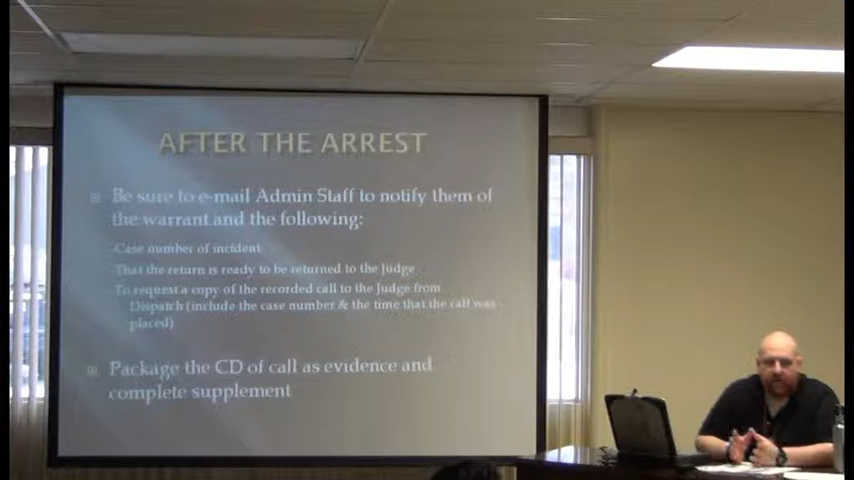 AFTER THE ARREST
Be sure to e-mail Admin Staff to notify them of
the warrant and the following:
-Case number of incident
-That the return is ready to be returned to the Judge
-To request a copy of the recorded call to the Judge from
Dispatch (include the case number & the time that the call was
placed)
Package the CD of call as evidence and
complete supplement